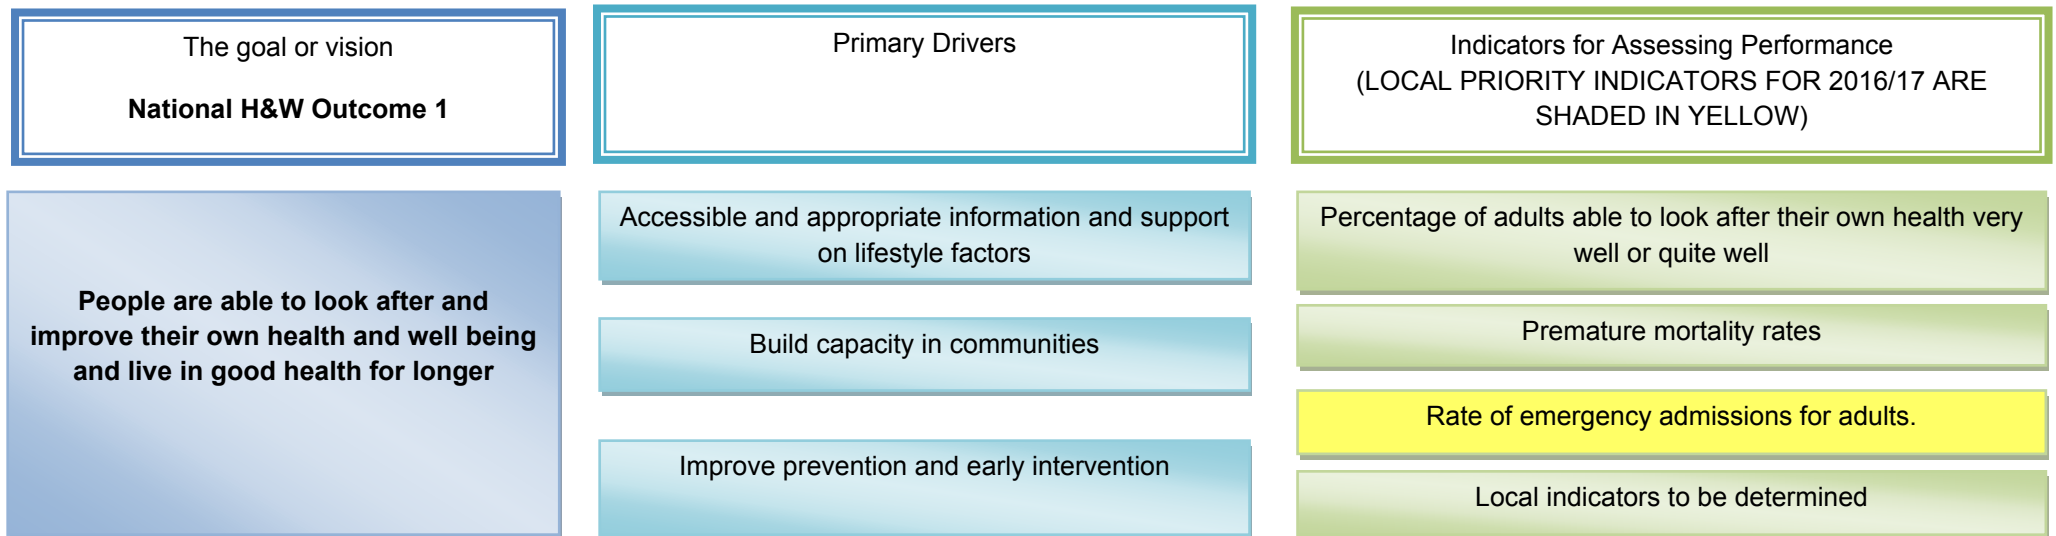 The goal or vision
National H&W Outcome 1
Primary Drivers
Indicators for Assessing Performance
(LOCAL PRIORITY INDICATORS FOR 2016/17 ARE
SHADED IN YELLOW)
People are able to look after and
improve their own health and well being
and live in good health for longer
Accessible and appropriate information and support
on lifestyle factors
Build capacity in communities
Improve prevention and early intervention
Percentage of adults able to look after their own health very
well or quite well
Premature mortality rates
Rate of emergency admissions for adults.
Local indicators to be determined